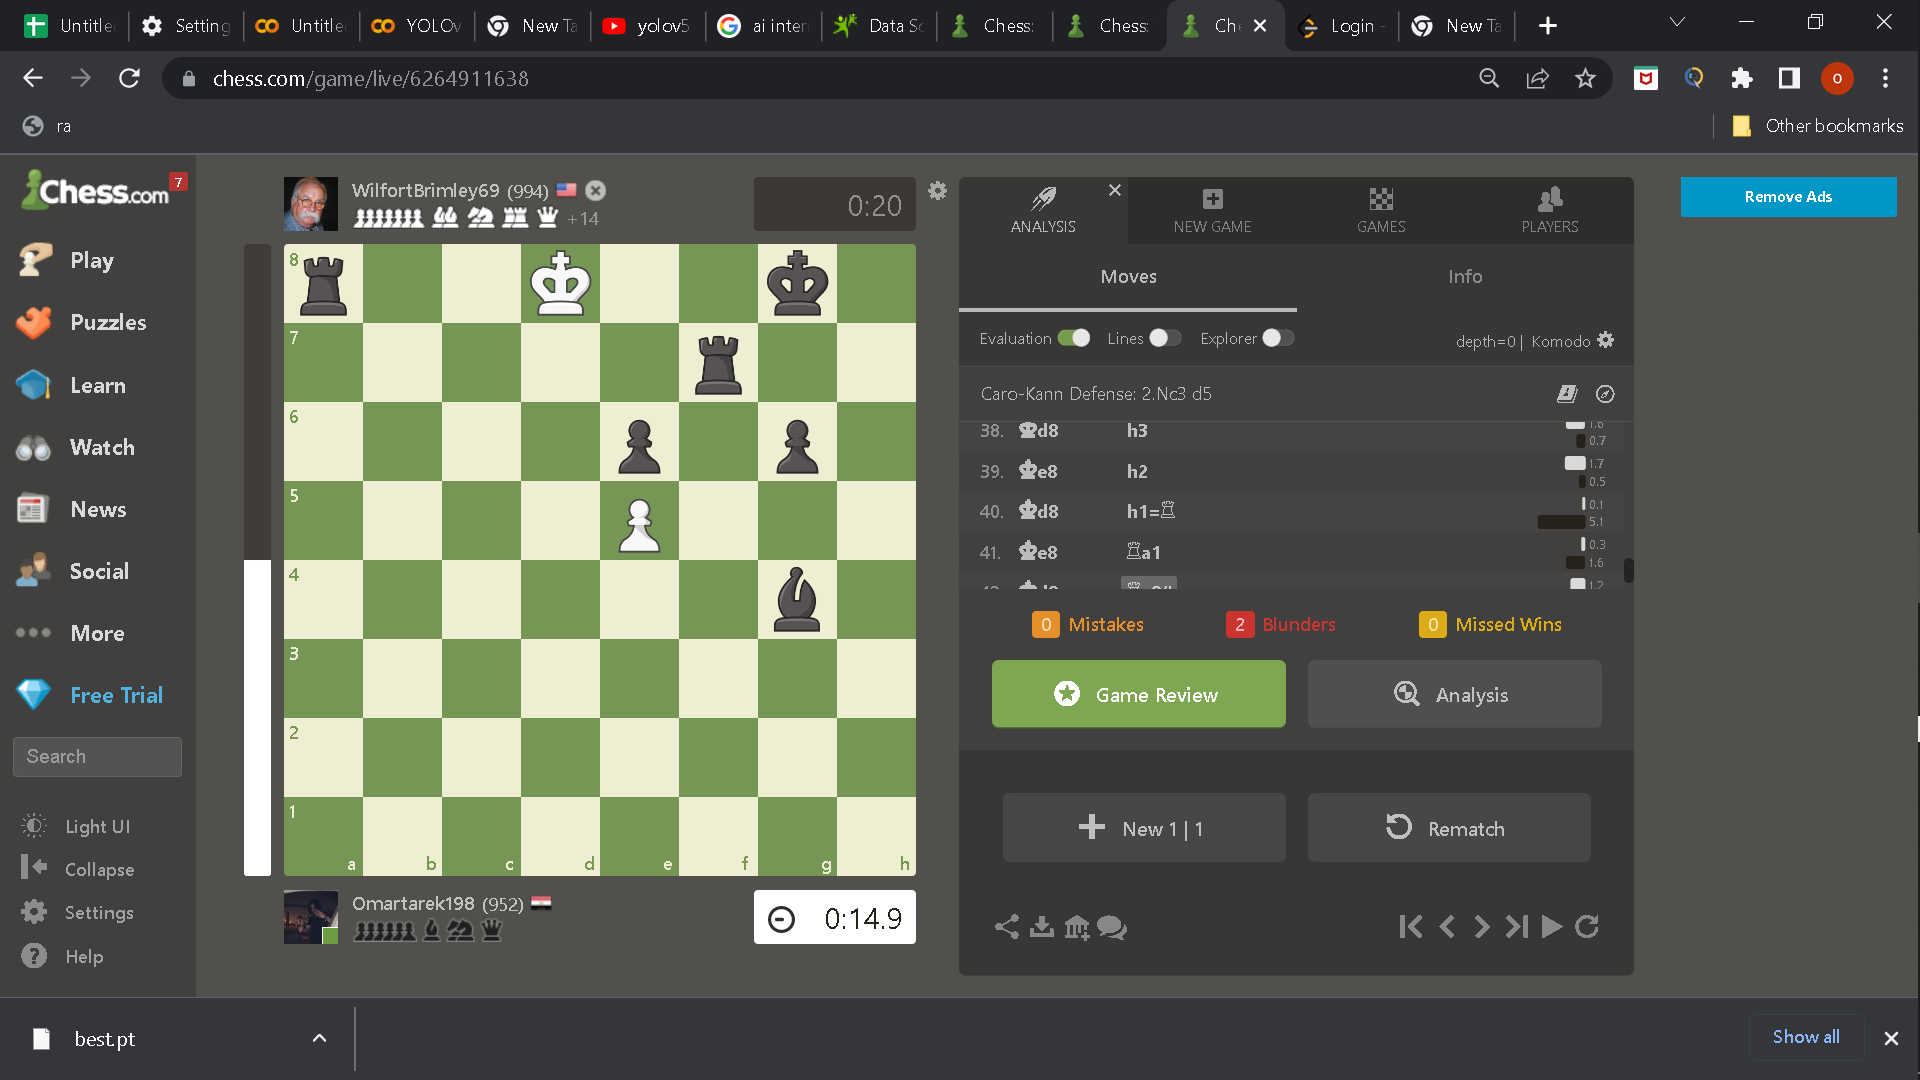 Untitle
Setting
Untitle
YOLOv
New Ta
yolov5
ai inter
Data Sc
Chess:
Chess:
Che
Login -
New Ta
chess.com/game/live/6264911638
ra
Other bookmarks
Chess.com
7
Play
Puzzles
Learn
Watch
News
Social
More
Free Trial
Search
Light UI
Collapse
Settings
Help
WilfortBrimley69 (994)
+14
0:20
8
7
6
5
4
3
2
1
a b c d e f g h
Omartarek198 (952)
0:14.9
ANALYSIS
NEW GAME
GAMES
PLAYERS
Moves
Info
Evaluation
Lines
Explorer
depth=0 | Komodo
Caro-Kann Defense: 2.Nc3 d5
38. d8 h3 1.6
0.7
39. e8 h2 1.7
0.5
40. d8 h1= 0.1
5.1
41. e8 a1 0.3
1.6
1.2
0 Mistakes
2 Blunders
0 Missed Wins
Game Review
Analysis
New 1 | 1
Rematch
Remove Ads
best.pt
Show all